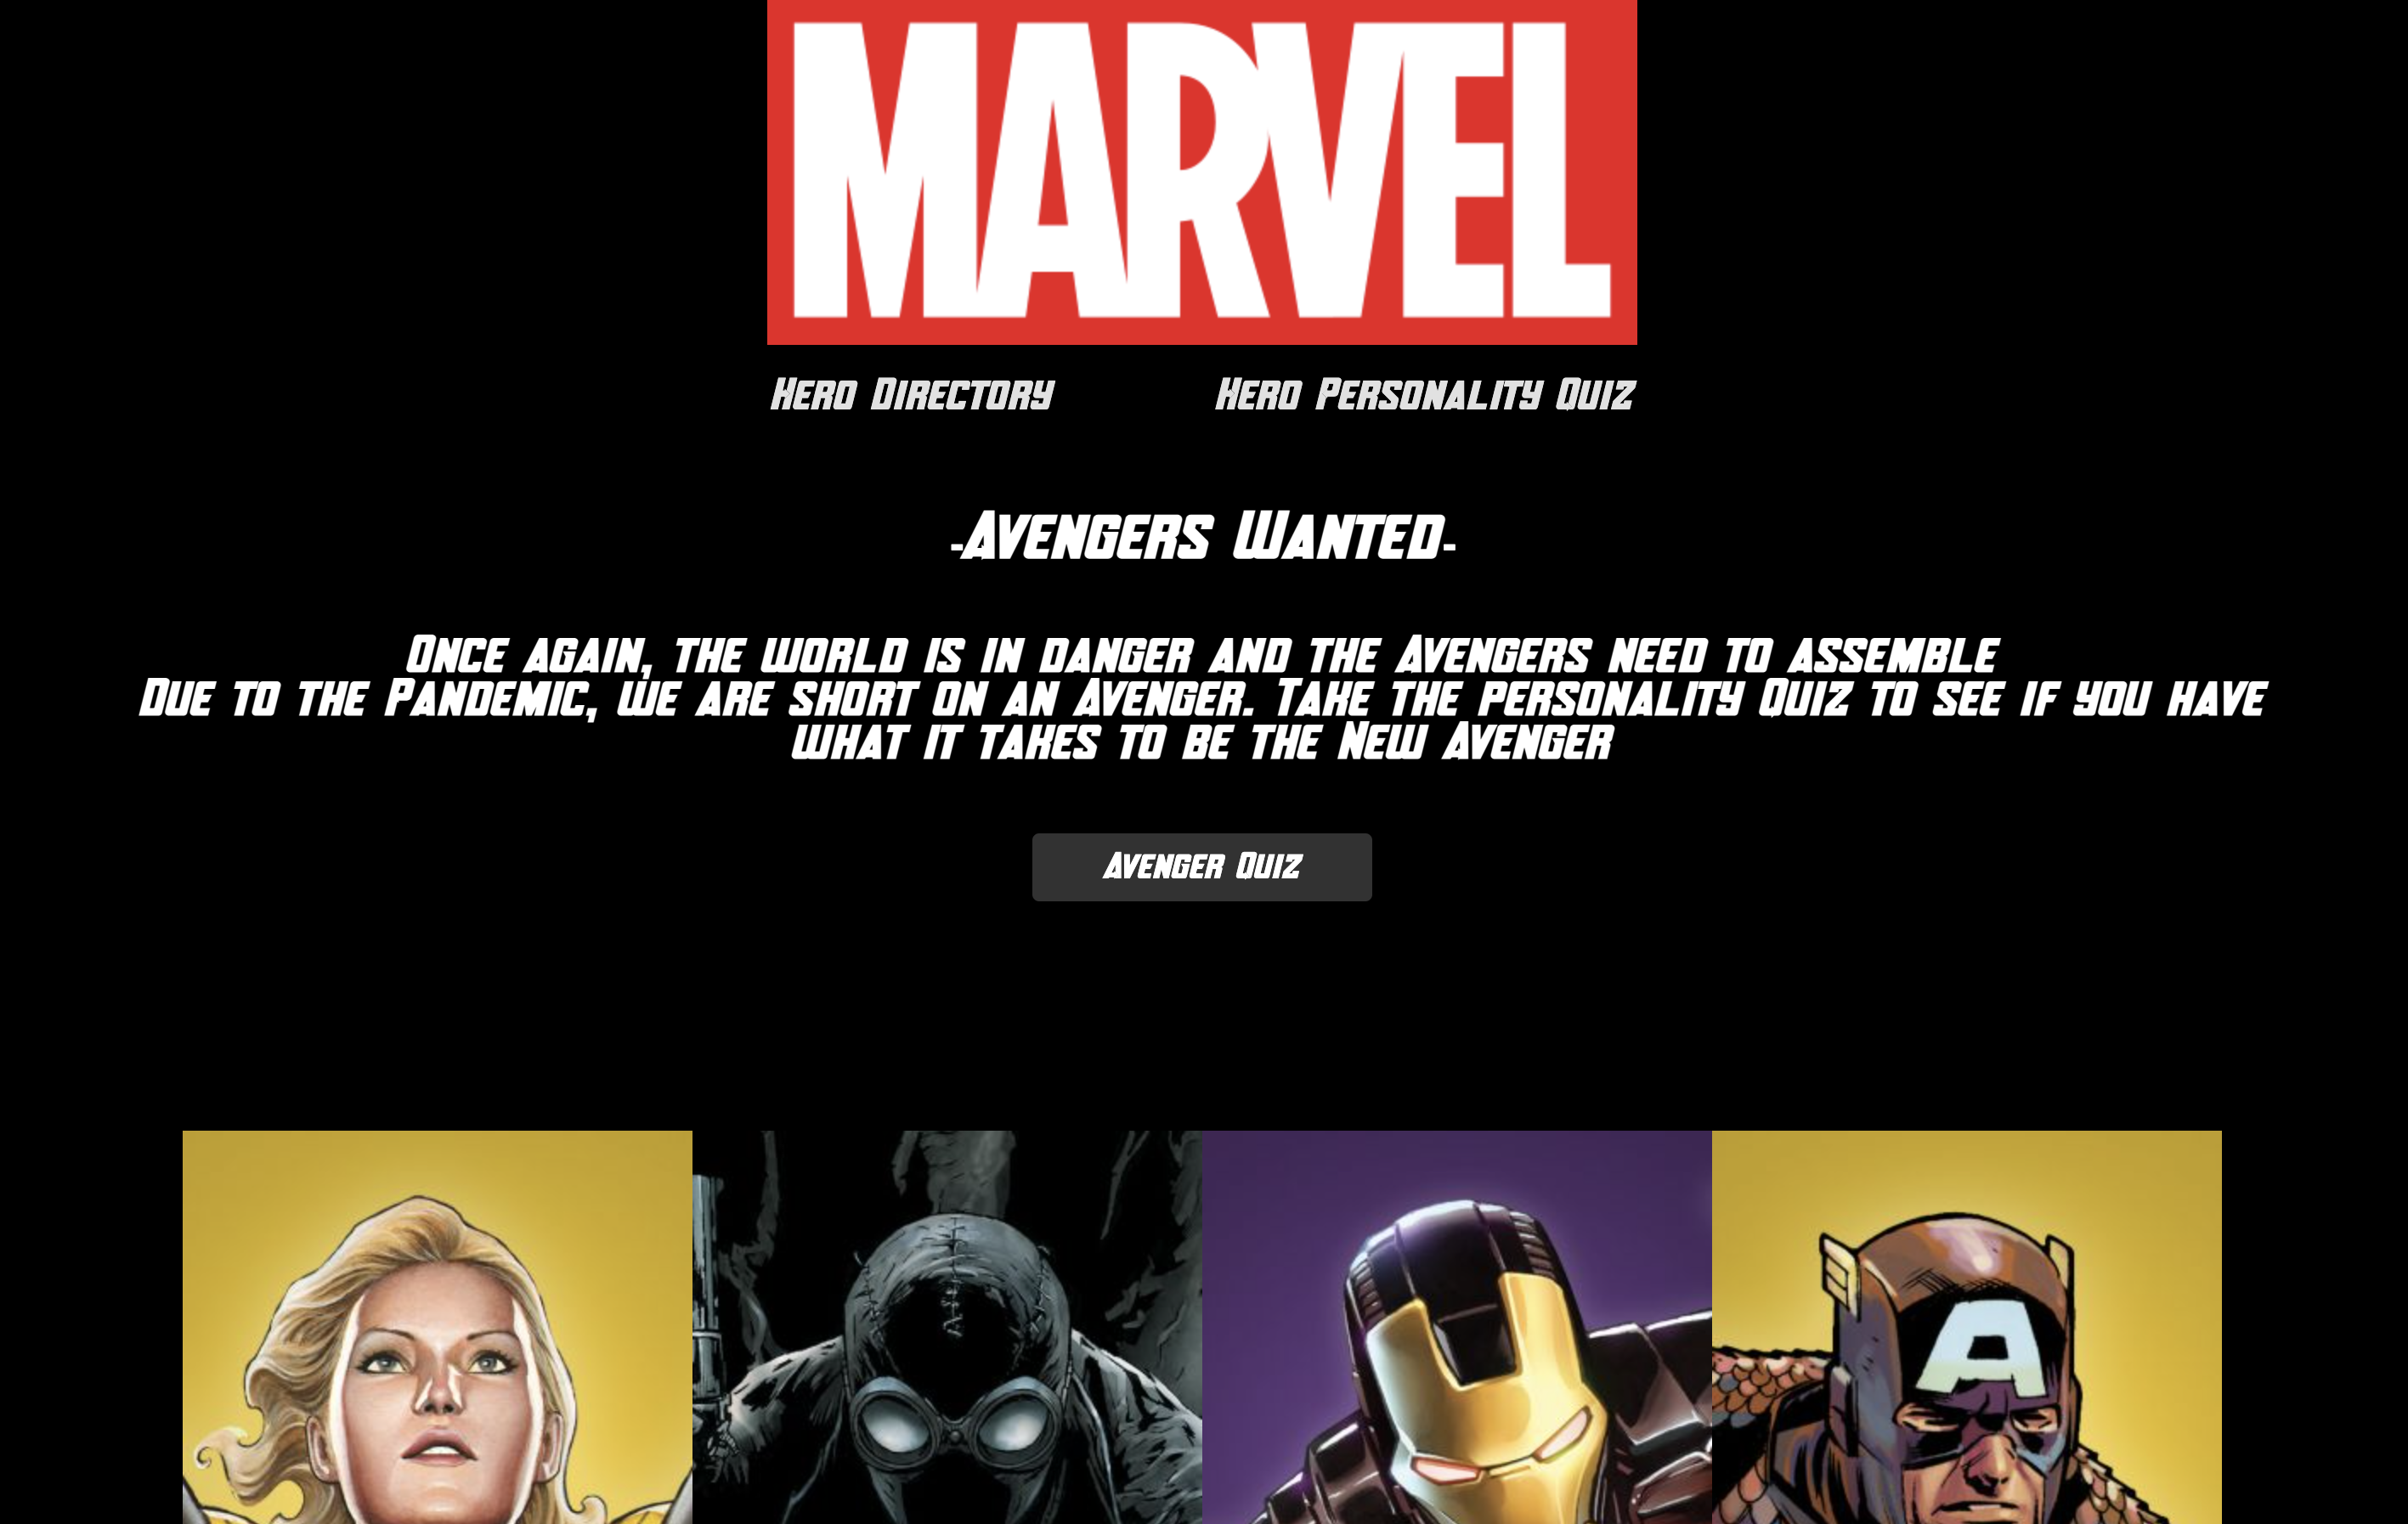 MARVEL
Hero Directory Hero Personality Quiz
-Avengers Wanted-
Once again, the world is in danger and the Avengers need to assemble
Due to the Pandemic, we are short on an Avenger. Take the personality Quiz to see if you have
what it takes to be the New Avenger
Avenger Quiz
A